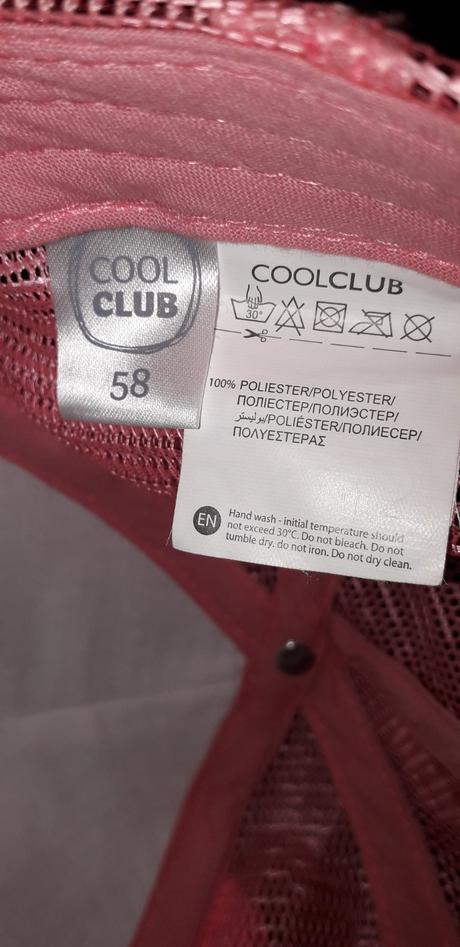 COOL
CLUB
58
COOLCLUB
30°
100% POLIESTER/POLYESTER/
ПОЛІЕСТЕР/ПОЛИЭСТЕР/
بوليستر/POLIÉSTER/ПОЛИЕСЕР/
ΠΟΛΥΕΣΤΕΡΑΣ
EN
Hand wash - initial temperature should
not exceed 30°C. Do not bleach. Do not
tumble dry. do not iron. Do not dry clean.